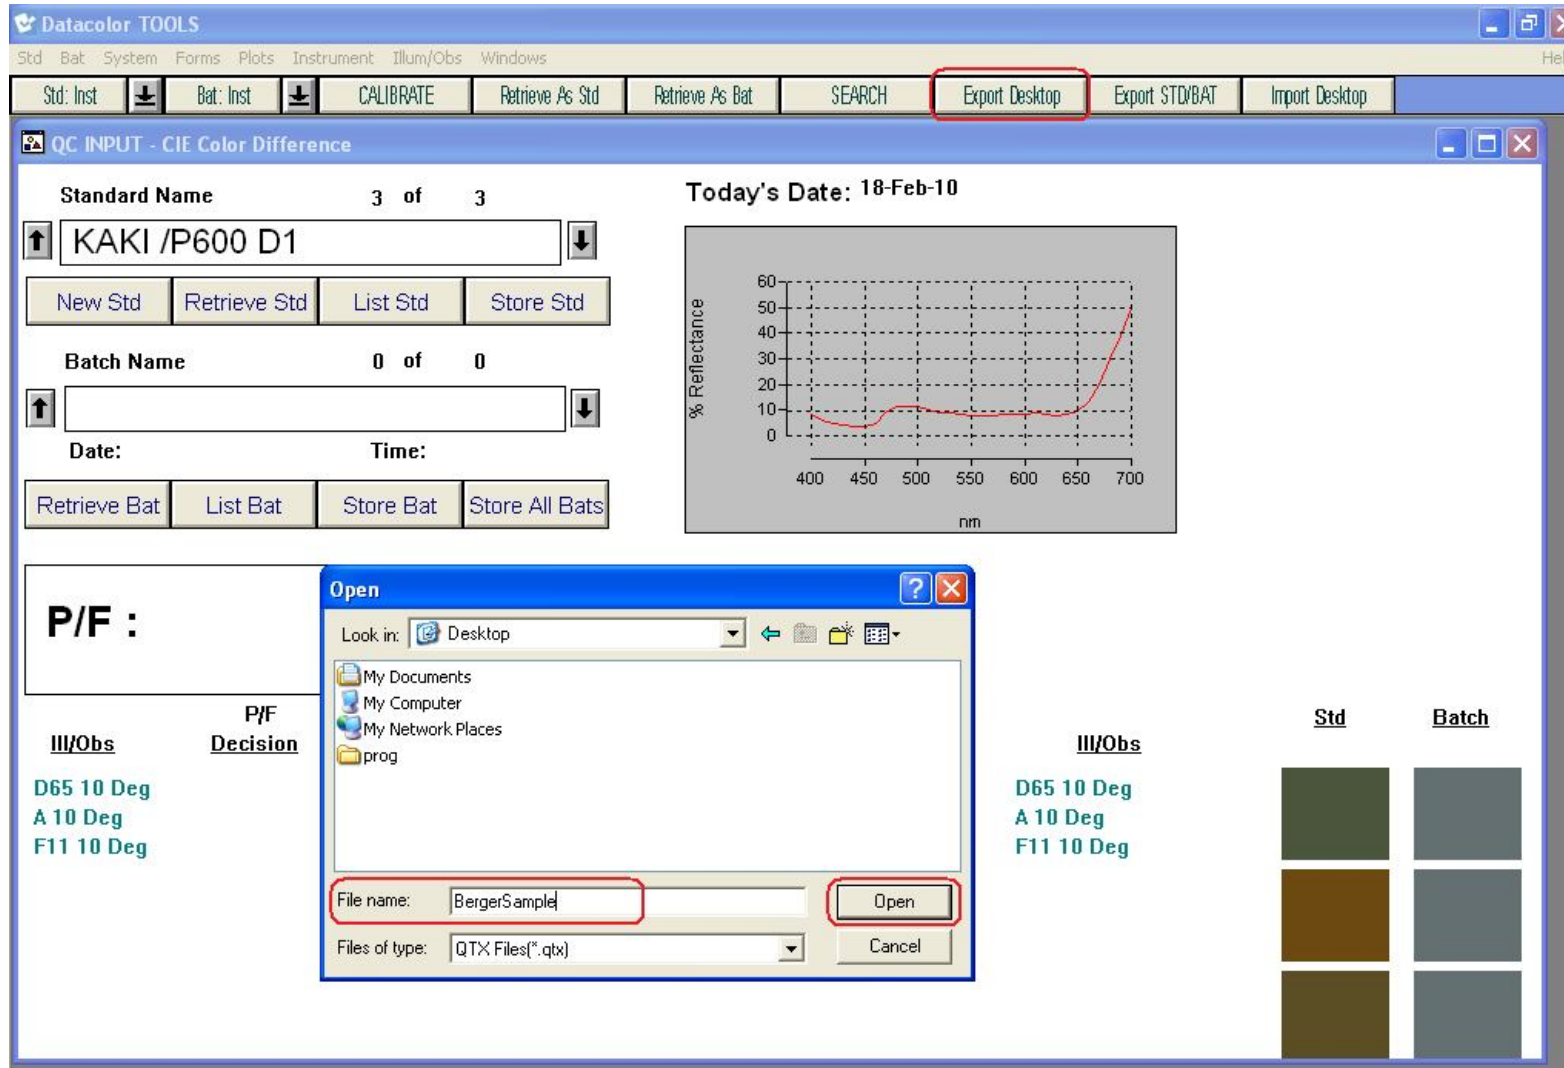 Datacolor TOOLS
Std Bat System Forms Plots Instrument Illum/Obs Windows Hel
Std: Inst Bat: Inst CALIBRATE Retrieve As Std Retrieve As Bat SEARCH Export Desktop Export STD/BAT Import Desktop
QC INPUT - CIE Color Difference
Standard Name 3 of 3
KAKI /P600 D1
New Std Retrieve Std List Std Store Std
Batch Name 0 of 0
Date: Time:
Retrieve Bat List Bat Store Bat Store All Bats
Today's Date: 18-Feb-10
% Reflectance
60
50
40
30
20
10
0
400 450 500 550 600 650 700
nm
P/F :
P/F
Ill/Obs Decision
D65 10 Deg
A 10 Deg
F11 10 Deg
Open
Look in: Desktop
My Documents
My Computer
My Network Places
prog
File name: BergerSample Open
Files of type: QTX Files(*.qtx) Cancel
Ill/Obs
D65 10 Deg
A 10 Deg
F11 10 Deg
Std Batch